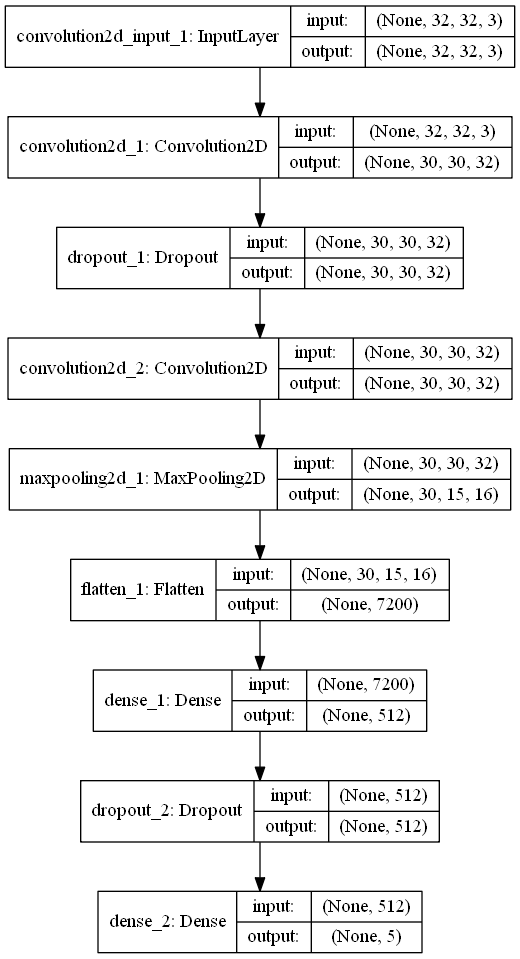 convolution2d_input_1: InputLayer
input: (None, 32, 32, 3)
output: (None, 32, 32, 3)
convolution2d_1: Convolution2D
input: (None, 32, 32, 3)
output: (None, 30, 30, 32)
dropout_1: Dropout
input: (None, 30, 30, 32)
output: (None, 30, 30, 32)
convolution2d_2: Convolution2D
input: (None, 30, 30, 32)
output: (None, 30, 30, 32)
maxpooling2d_1: MaxPooling2D
input: (None, 30, 30, 32)
output: (None, 30, 15, 16)
flatten_1: Flatten
input: (None, 30, 15, 16)
output: (None, 7200)
dense_1: Dense
input: (None, 7200)
output: (None, 512)
dropout_2: Dropout
input: (None, 512)
output: (None, 512)
dense_2: Dense
input: (None, 512)
output: (None, 5)